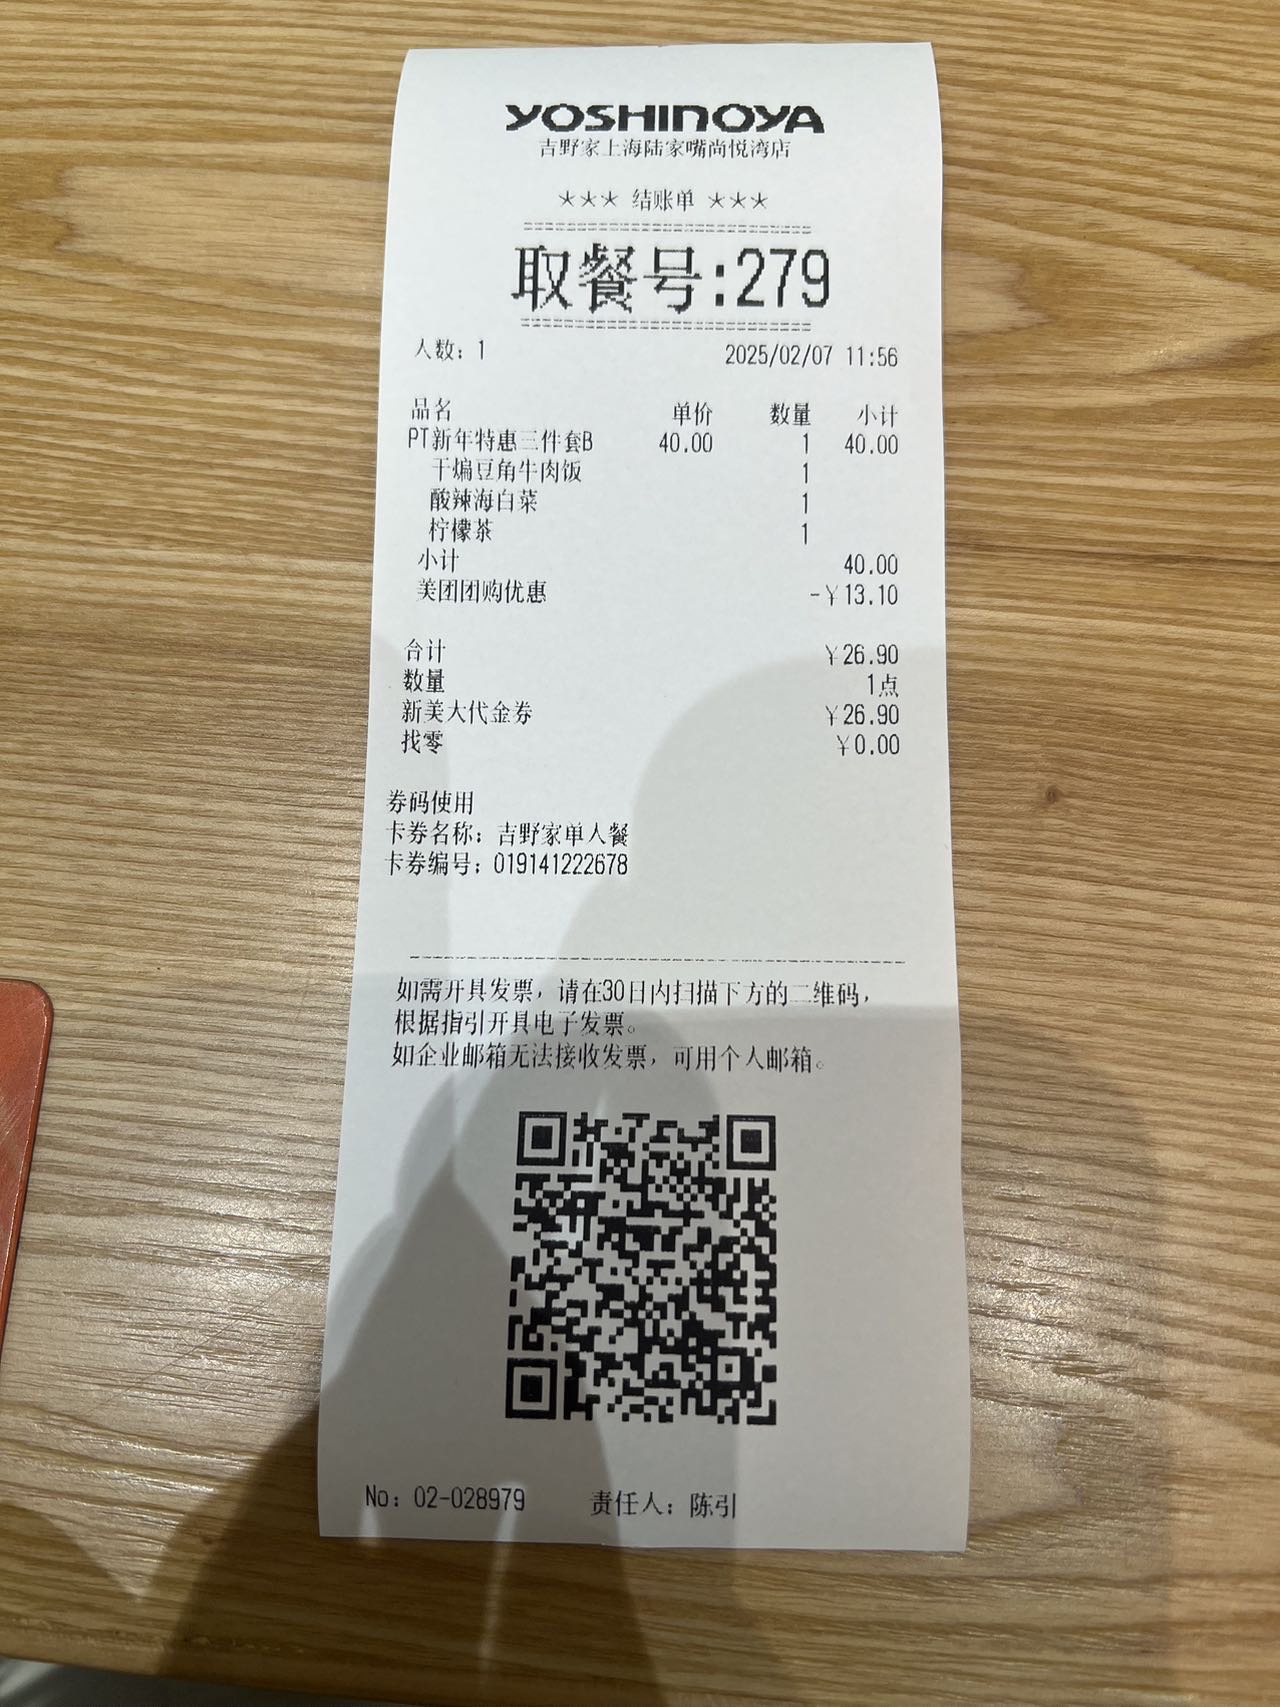 YOSHINOYA
吉野家上海陆家嘴尚悦湾店
*** 结账单 ***
取餐号:279
人数: 1 2025/02/07 11:56
品名 单价 数量 小计
PT新年特惠三件套B 40.00 1 40.00
干煸豆角牛肉饭 1
酸辣海白菜 1
柠檬茶 1
小计 40.00
美团团购优惠 -¥13.10
合计 ¥26.90
数量 1点
新美大代金券 ¥26.90
找零 ¥0.00
券码使用
卡券名称: 吉野家单人餐
卡券编号: 019141222678
如需开具发票，请在30日内扫描下方的二维码，
根据指引开具电子发票。
如企业邮箱无法接收发票，可用个人邮箱。
No: 02-028979 责任人: 陈引